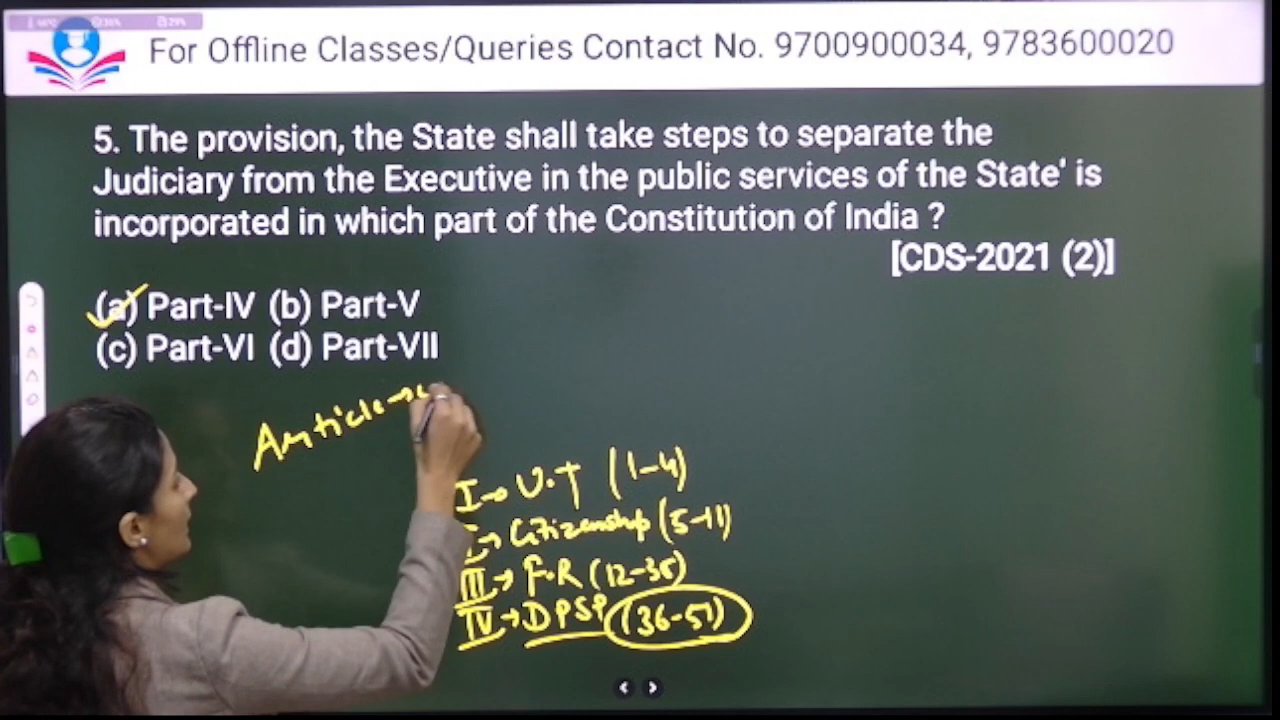 For Offline Classes/Queries Contact No. 9700900034, 9783600020
5. The provision, the State shall take steps to separate the
Judiciary from the Executive in the public services of the State' is
incorporated in which part of the Constitution of India ?
[CDS-2021 (2)]
(a) Part-IV (b) Part-V
(c) Part-VI (d) Part-VII
Article →
I → U.T (1-4)
→ Citizenship (5-11)
III → F.R (12-35)
IV → DPSP (36-51)